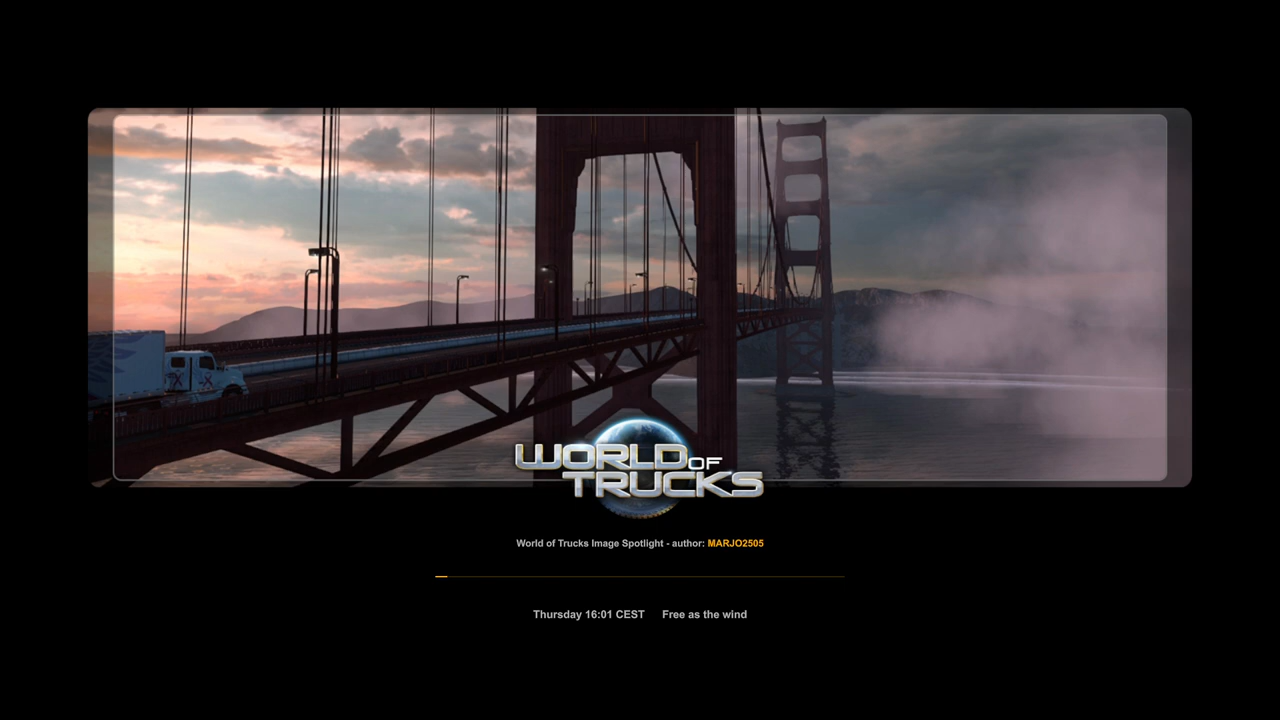 WORLD OF
TRUCKS
World of Trucks Image Spotlight - author: MARJO2505
Thursday 16:01 CEST Free as the wind